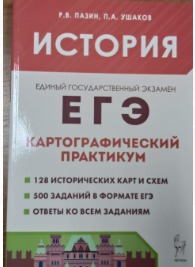 Р.В. ПАЗИН, П.А. УШАКОВ
ИСТОРИЯ
ЕДИНЫЙ ГОСУДАРСТВЕННЫЙ ЭКЗАМЕН
ЕГЭ
КАРТОГРАФИЧЕСКИЙ
ПРАКТИКУМ
128 ИСТОРИЧЕСКИХ КАРТ И СХЕМ
500 ЗАДАНИЙ В ФОРМАТЕ ЕГЭ
ОТВЕТЫ КО ВСЕМ ЗАДАНИЯМ